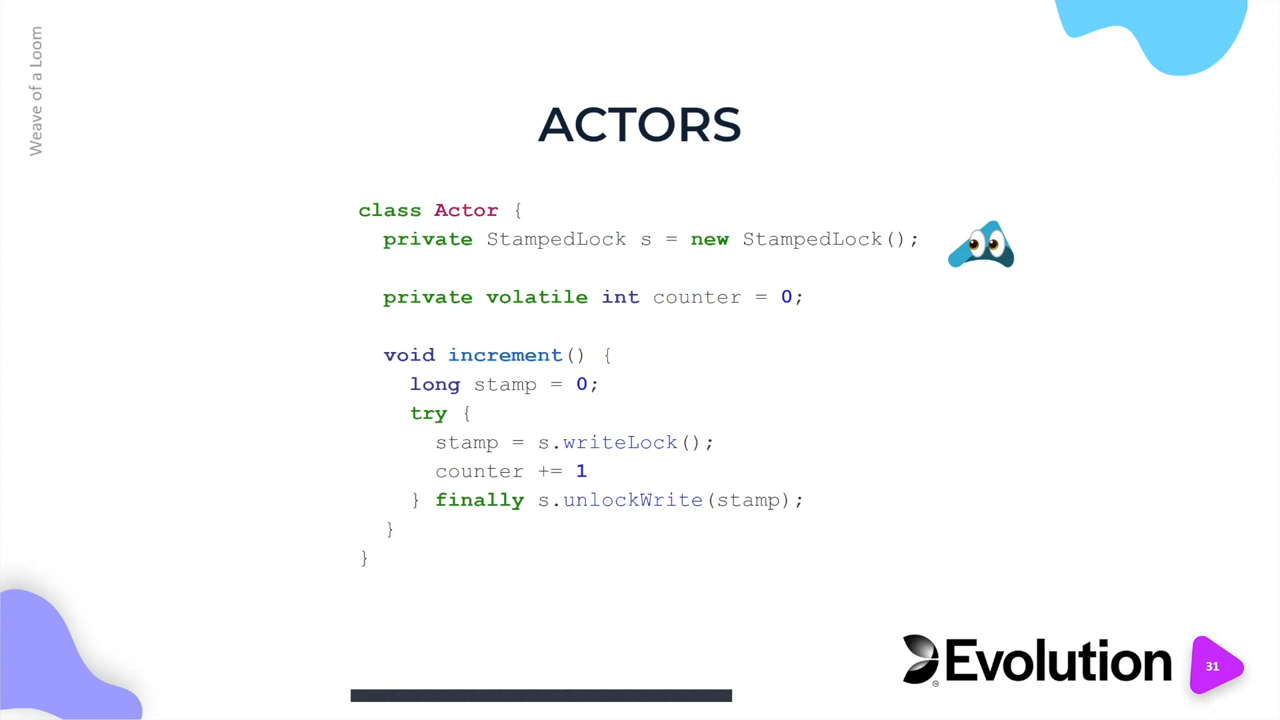 Weave of a Loom
ACTORS
class Actor {
  private StampedLock s = new StampedLock();
  private volatile int counter = 0;
  void increment() {
    long stamp = 0;
    try {
      stamp = s.writeLock();
      counter += 1
    } finally s.unlockWrite(stamp);
  }
}
Evolution
31